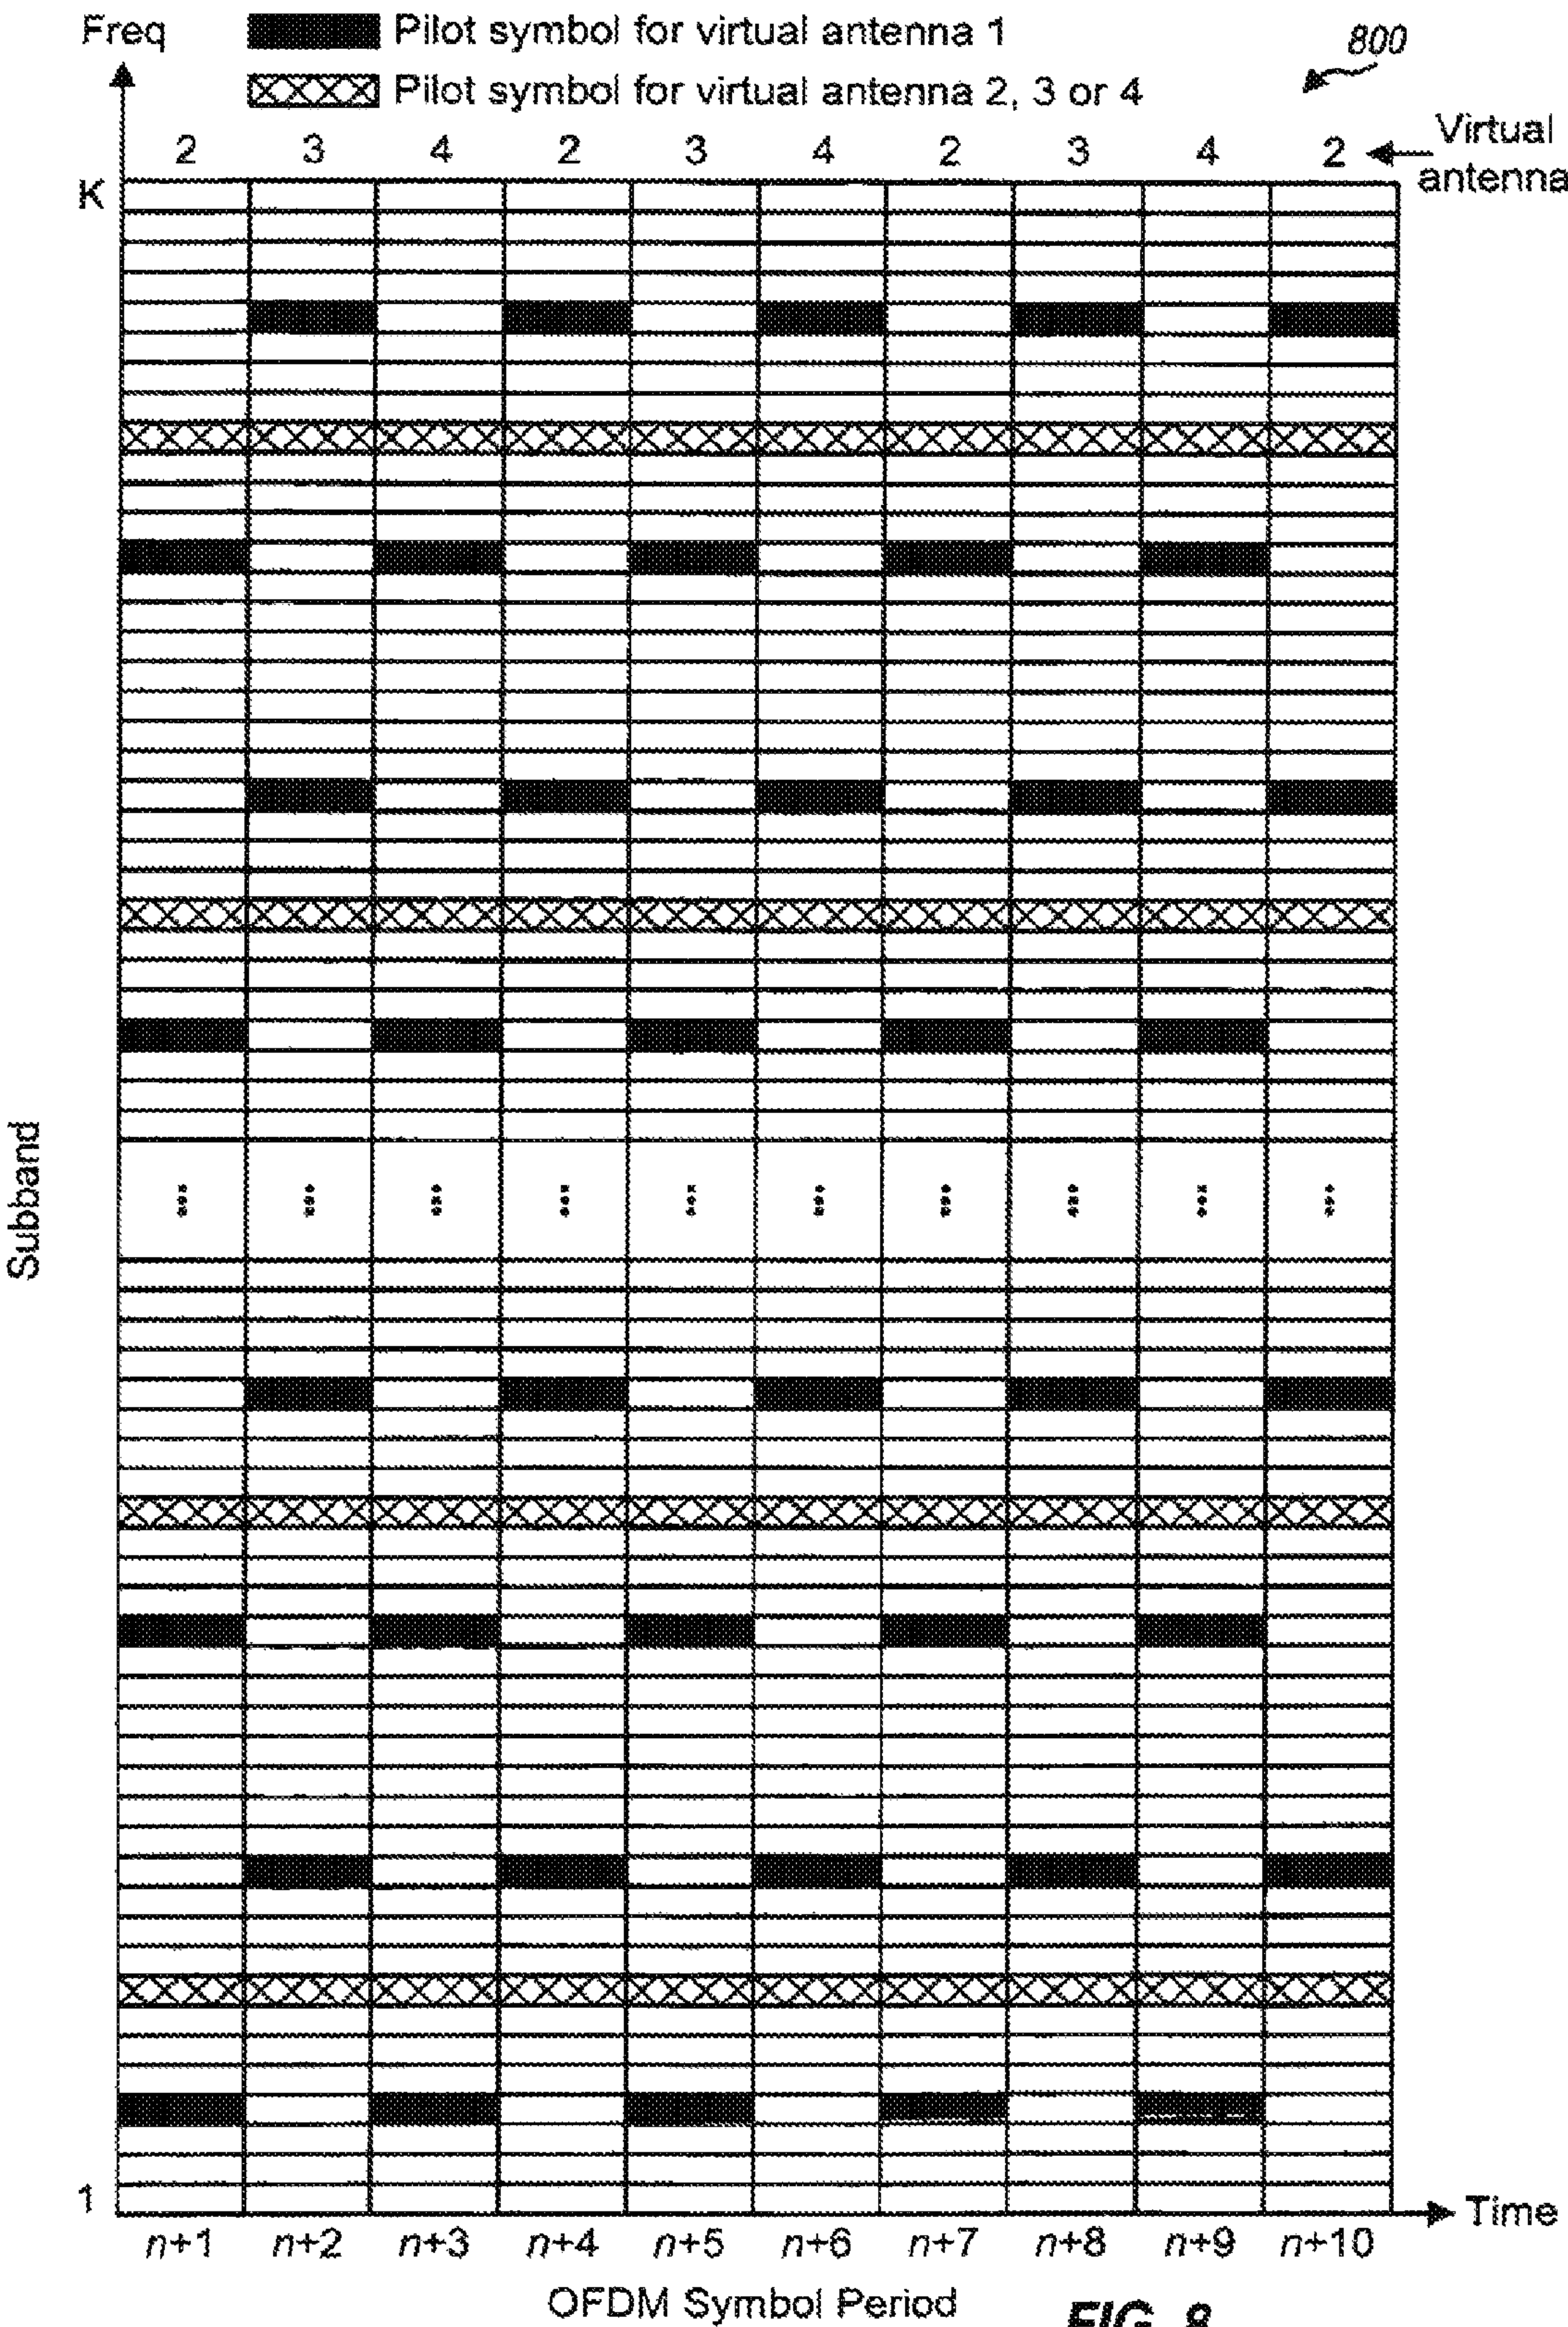 Freq
Pilot symbol for virtual antenna 1
800
Pilot symbol for virtual antenna 2, 3 or 4
2 3 4 2 3 4 2 3 4 2
Virtual
antenna
K
Subband
1
Time
n+1 n+2 n+3 n+4 n+5 n+6 n+7 n+8 n+9 n+10
OFDM Symbol Period
FIG. 8